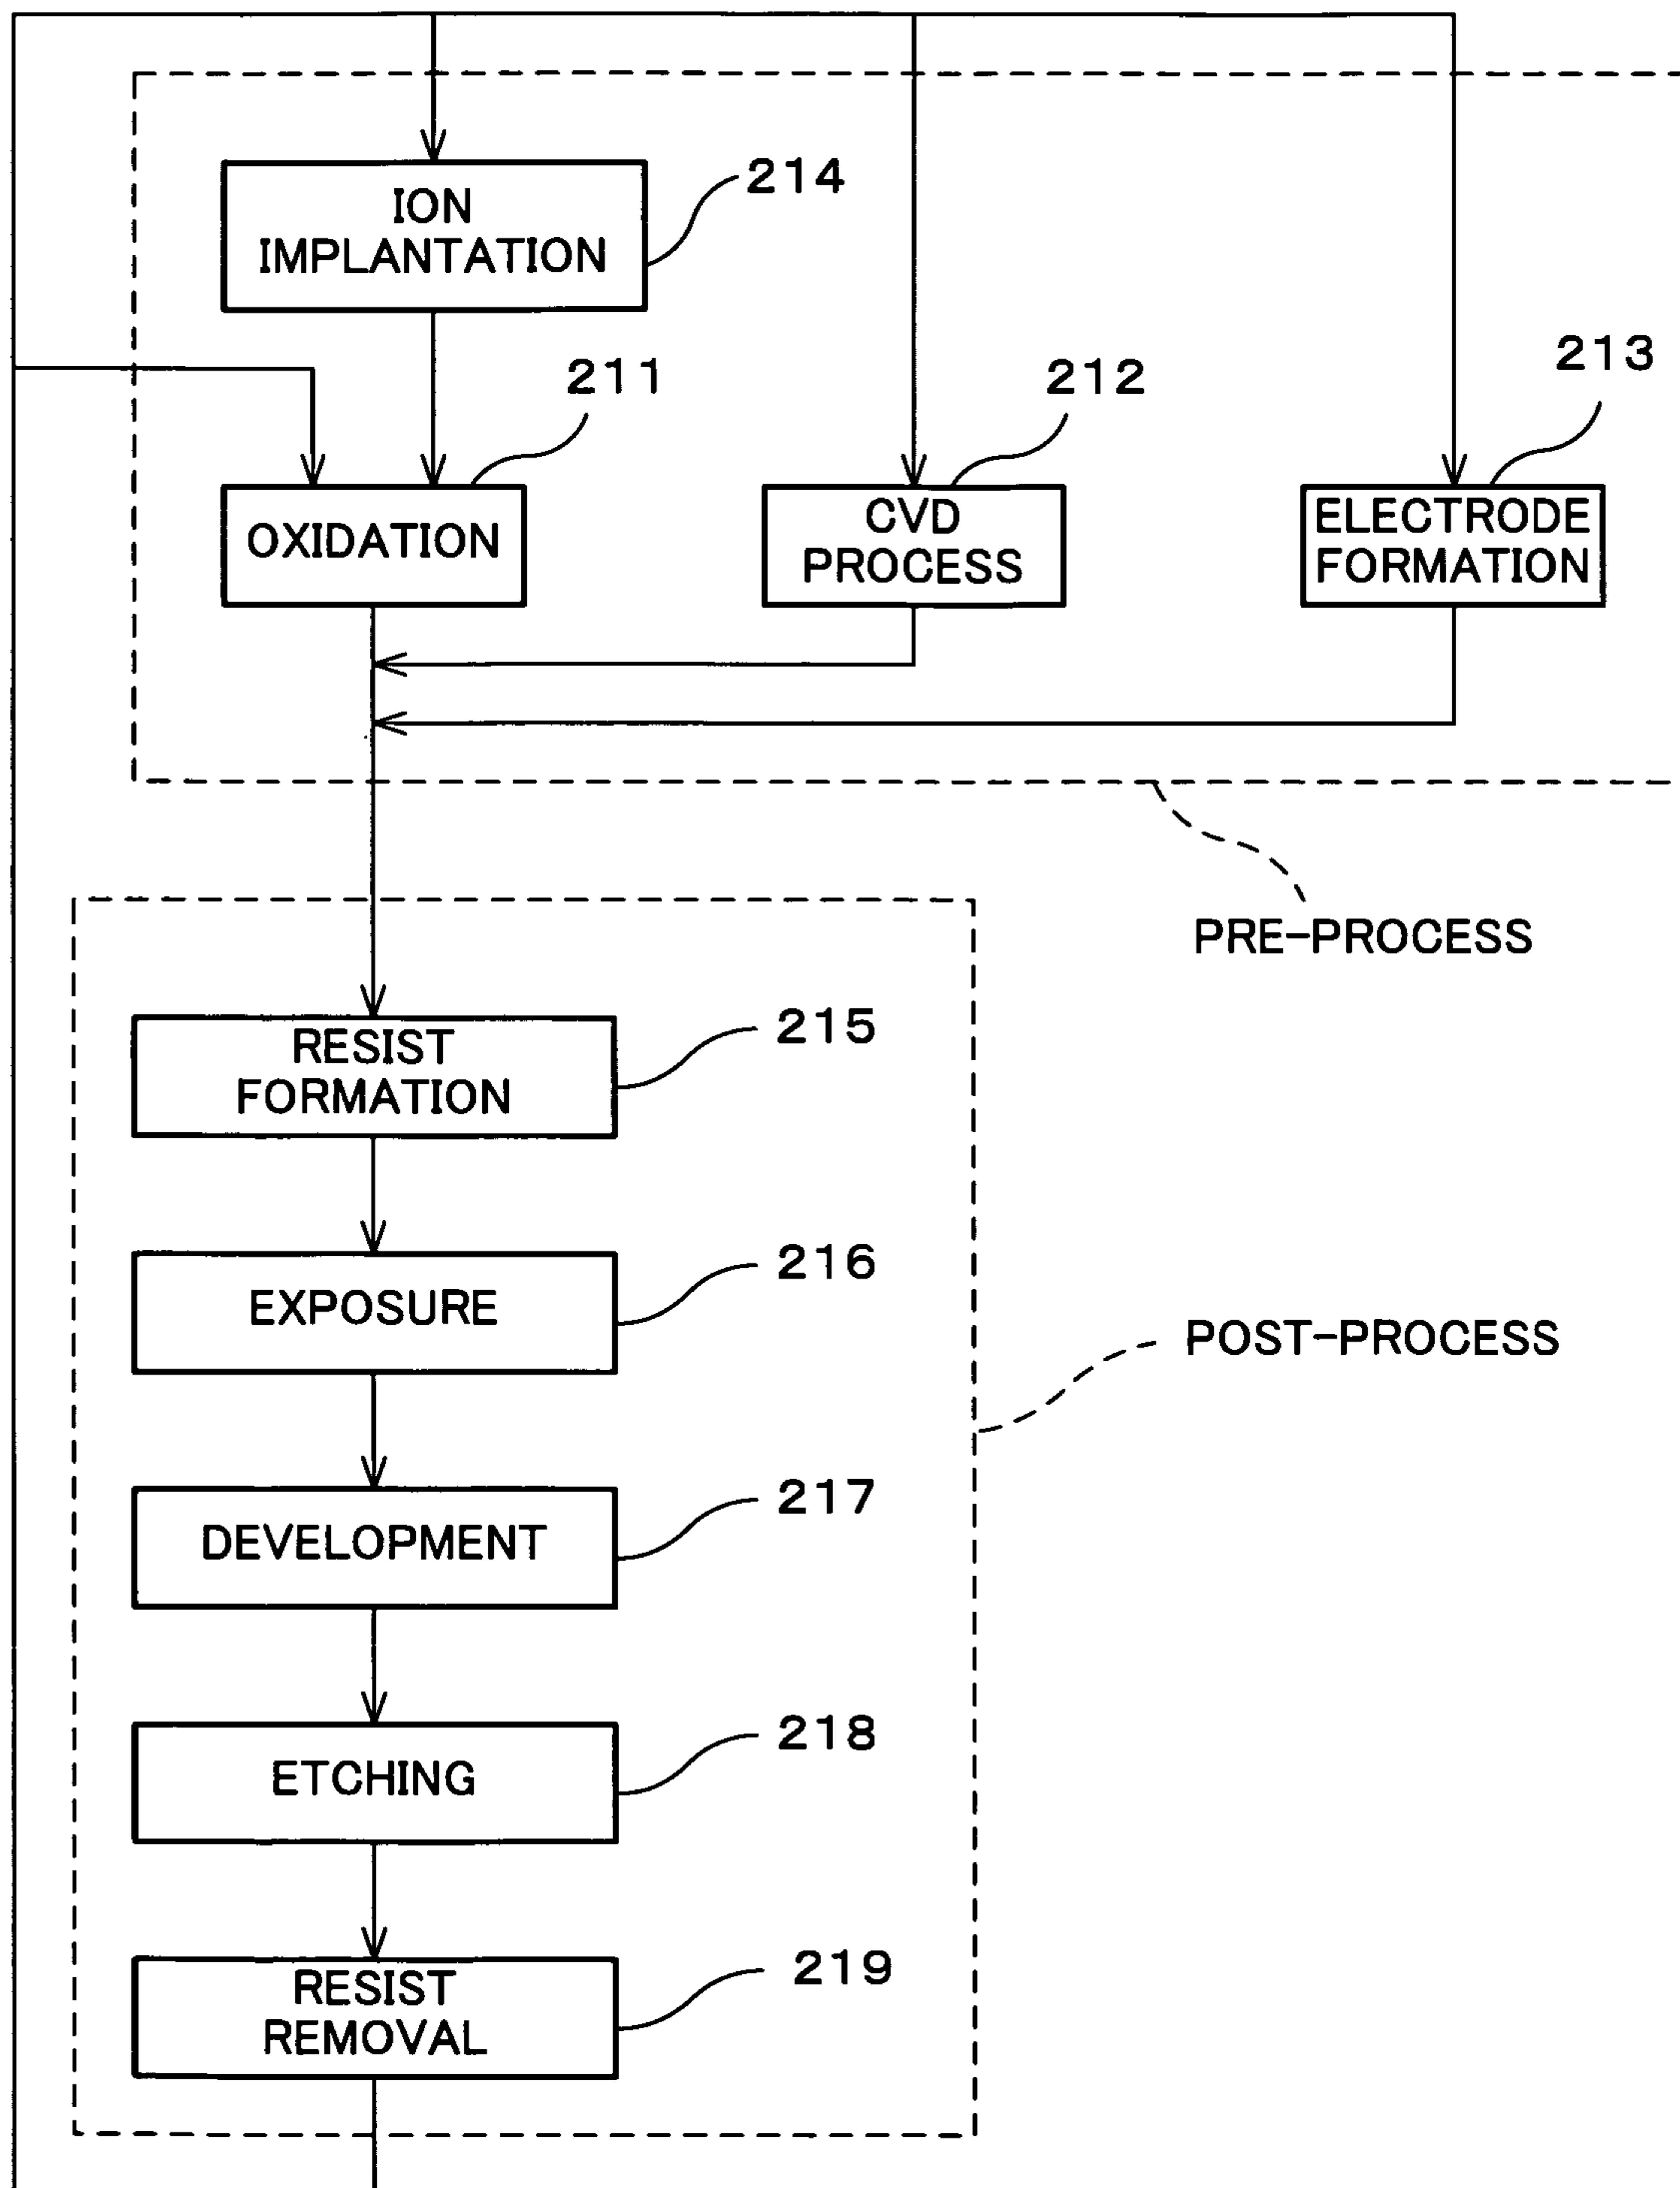 ION
IMPLANTATION
214
211
212
213
OXIDATION
CVD
PROCESS
ELECTRODE
FORMATION
PRE-PROCESS
RESIST
FORMATION
215
EXPOSURE
216
POST-PROCESS
DEVELOPMENT
217
ETCHING
218
RESIST
REMOVAL
219